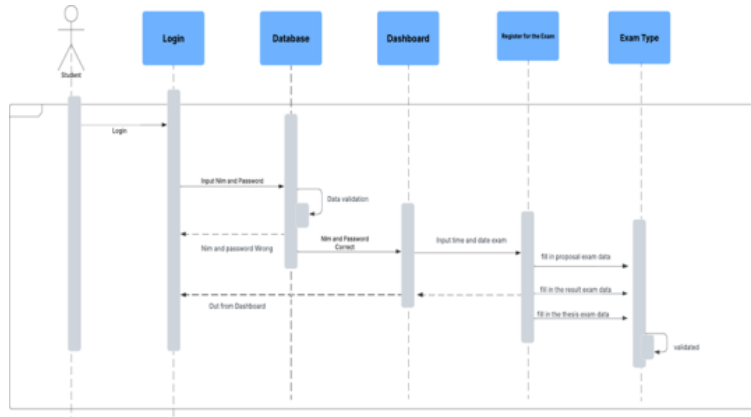 Login
Database
Dashboard
Register for the Exam
Exam Type
Student
Login
Input Nim and Password
Data validation
Nim and password Wrong
Nim and Password
Correct
Input time and date exam
fill in proposal exam data
fill in the result exam data
Out from Dashboard
fill in the thesis exam data
validated